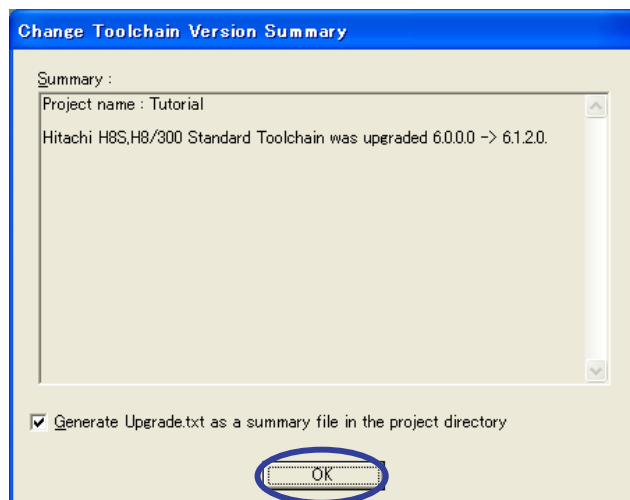 Change Toolchain Version Summary
Summary :
Project name : Tutorial
Hitachi H8S,H8/300 Standard Toolchain was upgraded 6.0.0.0 -> 6.1.2.0.
Generate Upgrade.txt as a summary file in the project directory
OK